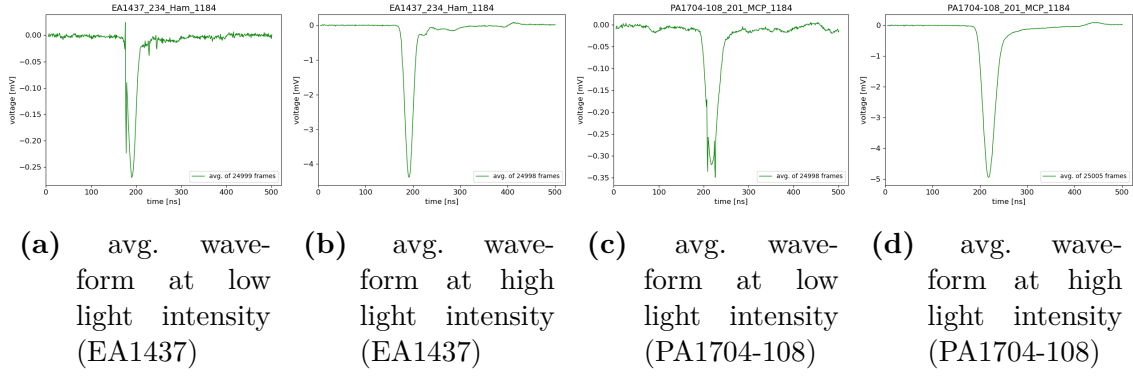 EA1437_234_Ham_1184
0.00
−0.05
−0.10
−0.15
−0.20
−0.25
voltage [mV]
avg. of 24999 frames
0 100 200 300 400 500
time [ns]
EA1437_234_Ham_1184
0
−1
−2
−3
−4
voltage [mV]
avg. of 24998 frames
0 100 200 300 400 500
time [ns]
PA1704-108_201_MCP_1184
0.00
−0.05
−0.10
−0.15
−0.20
−0.25
−0.30
−0.35
voltage [mV]
avg. of 24998 frames
0 100 200 300 400 500
time [ns]
PA1704-108_201_MCP_1184
0
−1
−2
−3
−4
−5
voltage [mV]
avg. of 25005 frames
0 100 200 300 400 500
time [ns]
(a) avg. wave-
form at low
light intensity
(EA1437)
(b) avg. wave-
form at high
light intensity
(EA1437)
(c) avg. wave-
form at low
light intensity
(PA1704-108)
(d) avg. wave-
form at high
light intensity
(PA1704-108)